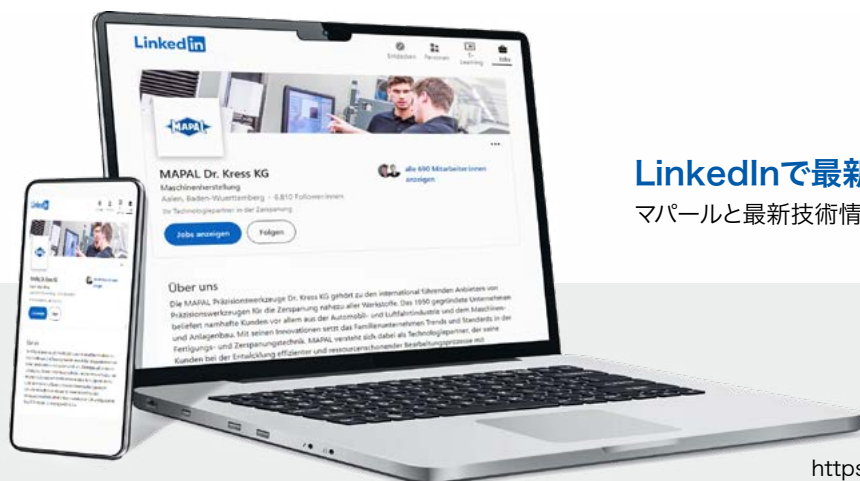 Linkedin
Entdecken
Personen
E-Learning
Jobs
MAPAL
MAPAL Dr. Kress KG
Maschinenherstellung
Aalen, Baden-Wuerttemberg - 6.810 Follower:innen
Ihr Technologiepartner in der Zerspanung
alle 690 Mitarbeiter:innen
anzeigen
Jobs anzeigen
Folgen
Über uns
Die MAPAL Präzisionswerkzeuge Dr. Kress KG gehört zu den international führenden Anbietern von
Präzisionswerkzeugen für die Zerspanung nahezu aller Werkstoffe. Das 1950 gegründete Unternehmen
beliefert namhafte Kunden vor allem aus der Automobil- und Luftfahrtindustrie und dem Maschinen-
und Anlagenbau. Mit seinen Innovationen setzt das Familienunternehmen Trends und Standards in der
Fertigungs- und Zerspanungstechnik. MAPAL versteht sich dabei als Technologiepartner, der seine
Kunden bei der Entwicklung effizienter und ressourcenschonender Bearbeitungsprozesse mit
LinkedInで最新
マパールと最新技術情
https